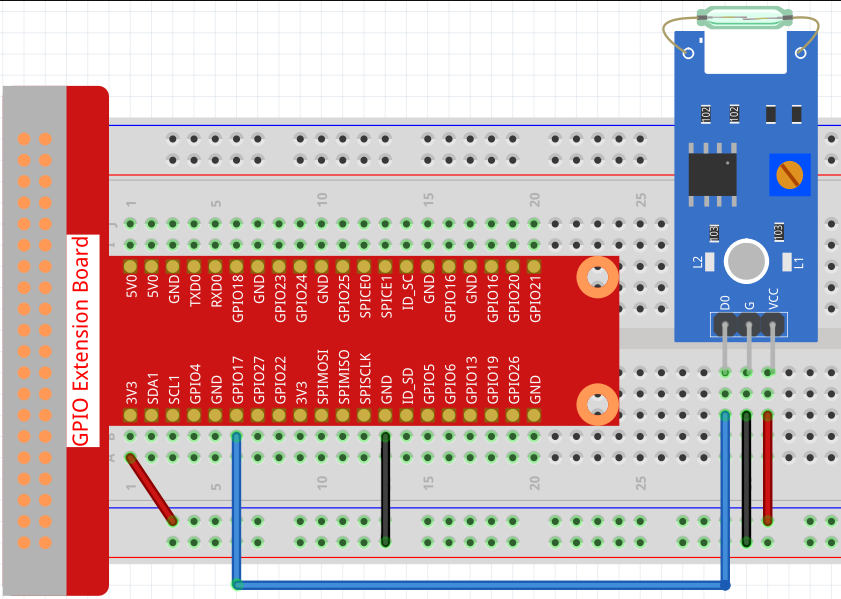 102
102
103
103
L2
L1
D0
G
VCC
1
5
10
15
20
25
J
I
5V0
5V0
GND
TXD0
RXD0
GPIO18
GND
GPIO23
GPIO24
GND
GPIO25
SPICE0
SPICE1
ID_SC
GND
GPIO16
GND
GPIO16
GPIO20
GPIO21
GPIO Extension Board
3V3
SDA1
SCL1
GPIO4
GND
GPIO17
GPIO27
GPIO22
3V3
SPIMOSI
SPIMISO
SPISCLK
GND
ID_SD
GPIO5
GPIO6
GPIO13
GPIO19
GPIO26
GND
B
A
1
5
10
15
20
25